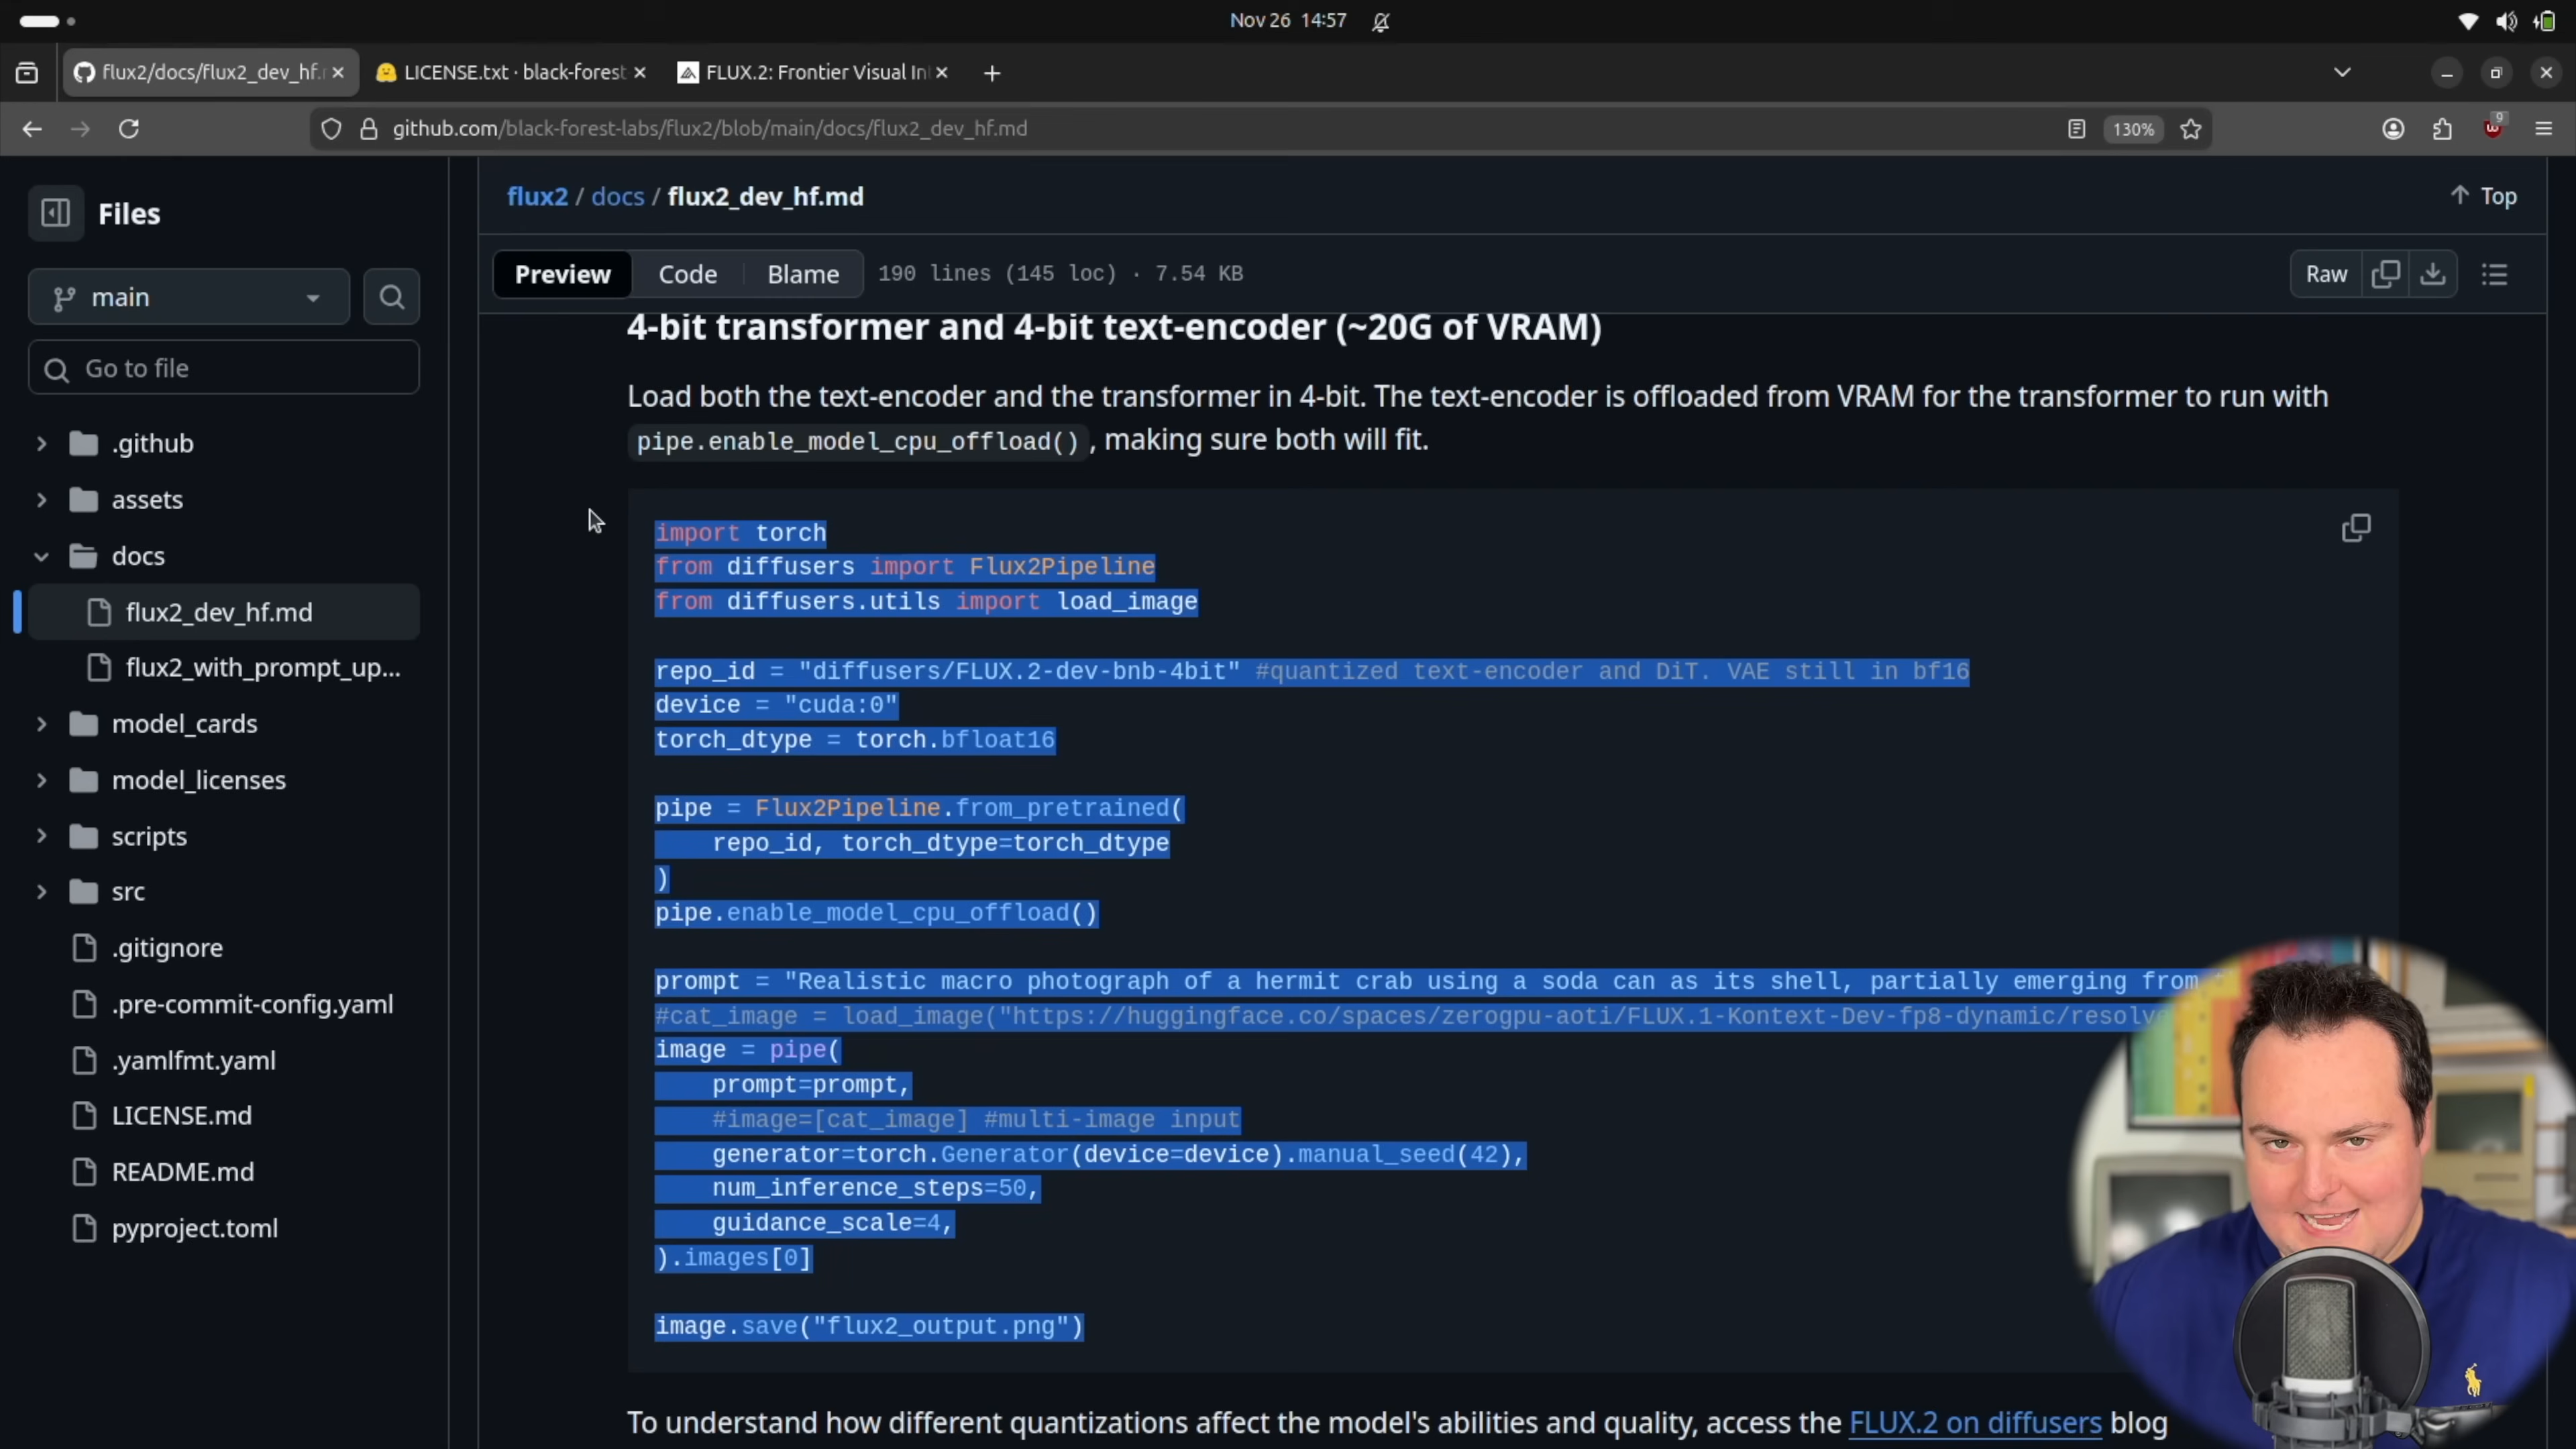 Nov 26 14:57
flux2/docs/flux2_dev_hf.
LICENSE.txt · black-forest
FLUX.2: Frontier Visual In
github.com/black-forest-labs/flux2/blob/main/docs/flux2_dev_hf.md
130%
9
Files
main
Go to file
.github
assets
docs
flux2_dev_hf.md
flux2_with_prompt_up...
model_cards
model_licenses
scripts
src
.gitignore
.pre-commit-config.yaml
.yamlfmt.yaml
LICENSE.md
README.md
pyproject.toml
flux2 / docs / flux2_dev_hf.md
Top
Preview Code Blame 190 lines (145 loc) · 7.54 KB
Raw
4-bit transformer and 4-bit text-encoder (~20G of VRAM)
Load both the text-encoder and the transformer in 4-bit. The text-encoder is offloaded from VRAM for the transformer to run with
pipe.enable_model_cpu_offload() , making sure both will fit.
import torch
from diffusers import Flux2Pipeline
from diffusers.utils import load_image
repo_id = "diffusers/FLUX.2-dev-bnb-4bit" #quantized text-encoder and DiT. VAE still in bf16
device = "cuda:0"
torch_dtype = torch.bfloat16
pipe = Flux2Pipeline.from_pretrained(
    repo_id, torch_dtype=torch_dtype
)
pipe.enable_model_cpu_offload()
prompt = "Realistic macro photograph of a hermit crab using a soda can as its shell, partially emerging from
#cat_image = load_image("https://huggingface.co/spaces/zerogpu-aoti/FLUX.1-Kontext-Dev-fp8-dynamic/resolve
image = pipe(
    prompt=prompt,
    #image=[cat_image] #multi-image input
    generator=torch.Generator(device=device).manual_seed(42),
    num_inference_steps=50,
    guidance_scale=4,
).images[0]
image.save("flux2_output.png")
To understand how different quantizations affect the model's abilities and quality, access the FLUX.2 on diffusers blog